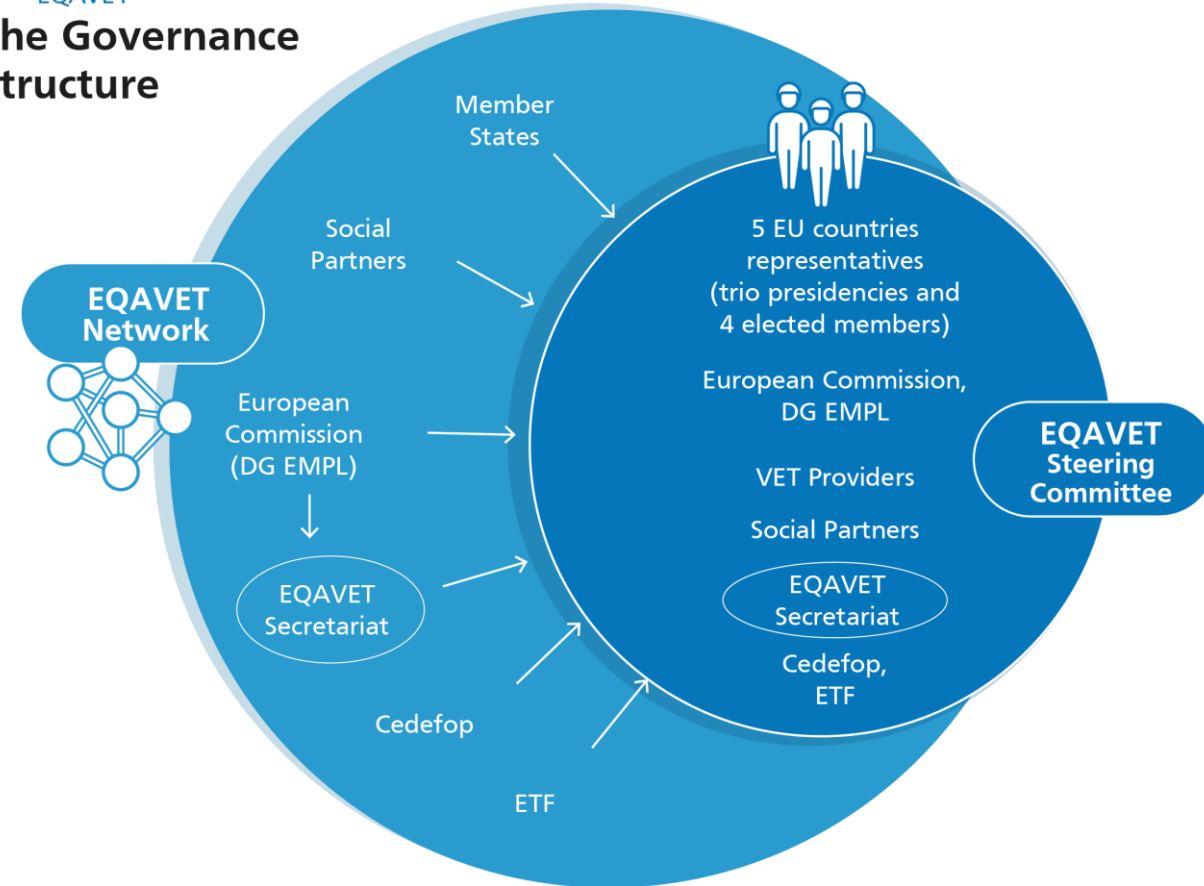 EQAVET
he Governance
tructure
Member
States
Social
Partners
EQAVET
Network
European
Commission
(DG EMPL)
EQAVET
Secretariat
Cedefop
ETF
5 EU countries
representatives
(trio presidencies and
4 elected members)
European Commission,
DG EMPL
VET Providers
Social Partners
EQAVET
Secretariat
Cedefop,
ETF
EQAVET
Steering
Committee